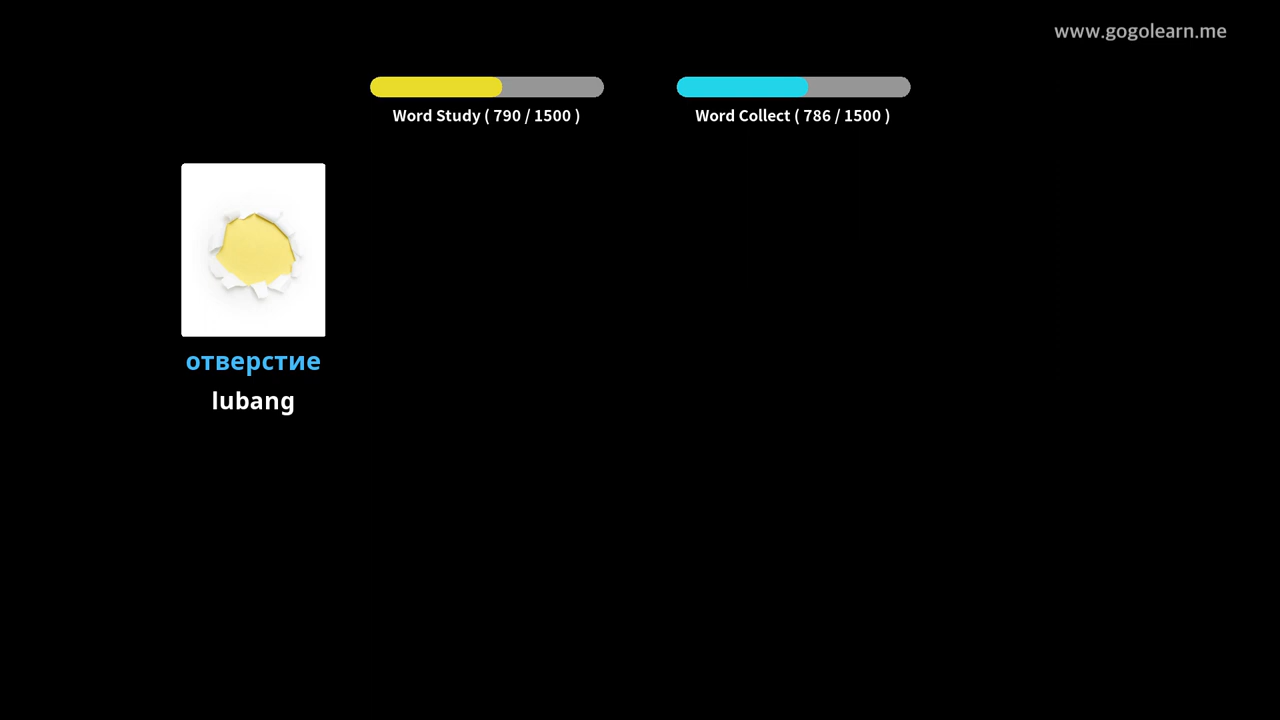 www.gogolearn.me
Word Study ( 790 / 1500 )
Word Collect ( 786 / 1500 )
отверстие
lubang